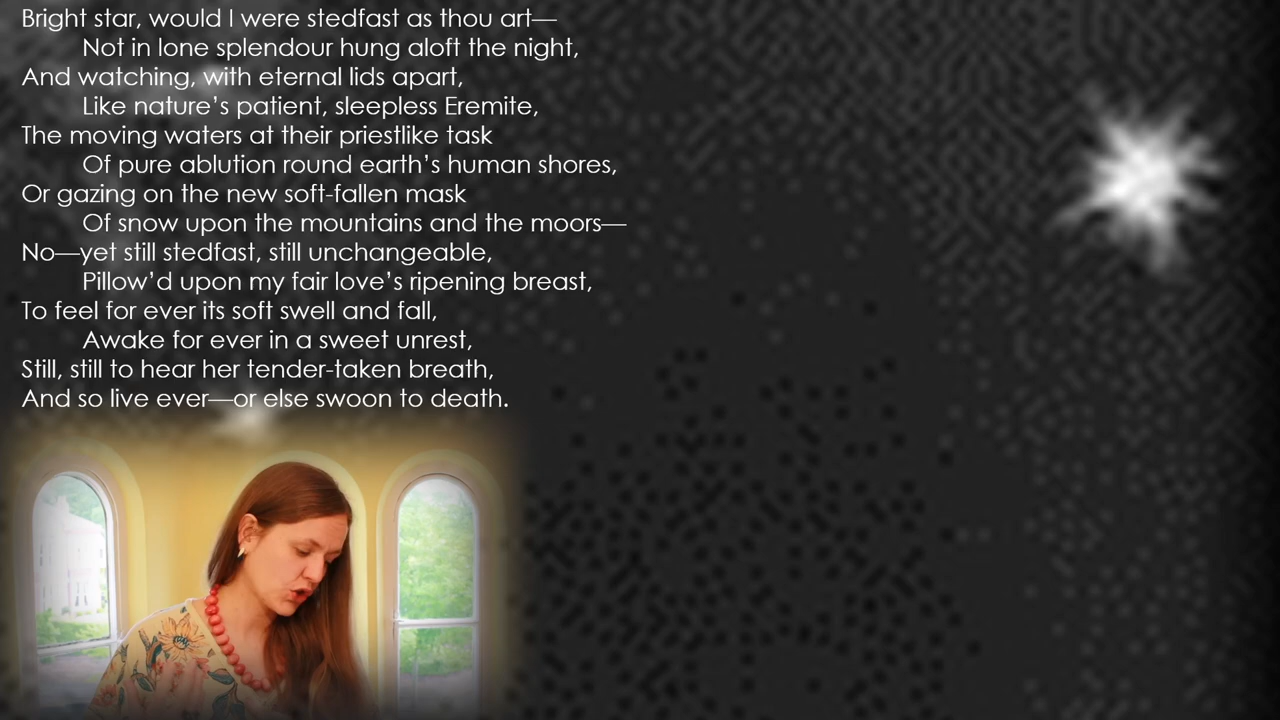 Bright star, would I were stedfast as thou art—
Not in lone splendour hung aloft the night,
And watching, with eternal lids apart,
Like nature’s patient, sleepless Eremite,
The moving waters at their priestlike task
Of pure ablution round earth’s human shores,
Or gazing on the new soft-fallen mask
Of snow upon the mountains and the moors—
No—yet still stedfast, still unchangeable,
Pillow’d upon my fair love’s ripening breast,
To feel for ever its soft swell and fall,
Awake for ever in a sweet unrest,
Still, still to hear her tender-taken breath,
And so live ever—or else swoon to death.